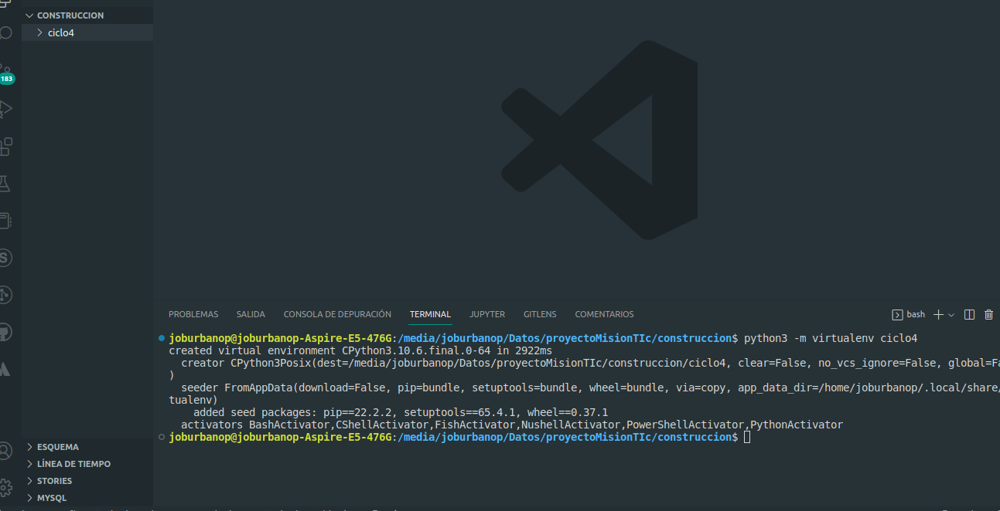 CONSTRUCCION
ciclo4
183
PROBLEMAS SALIDA CONSOLA DE DEPURACIÓN TERMINAL JUPYTER GITLENS COMENTARIOS
bash
joburbanop@joburbanop-Aspire-E5-476G:/media/joburbanop/Datos/proyectoMisionTIc/construccion$ python3 -m virtualenv ciclo4
created virtual environment CPython3.10.6.final.0-64 in 2922ms
creator CPython3Posix(dest=/media/joburbanop/Datos/proyectoMisionTIc/construccion/ciclo4, clear=False, no_vcs_ignore=False, global=Fa
)
seeder FromAppData(download=False, pip=bundle, setuptools=bundle, wheel=bundle, via=copy, app_data_dir=/home/joburbanop/.local/share/
tualenv)
added seed packages: pip==22.2.2, setuptools==65.4.1, wheel==0.37.1
activators BashActivator,CShellActivator,FishActivator,NushellActivator,PowerShellActivator,PythonActivator
joburbanop@joburbanop-Aspire-E5-476G:/media/joburbanop/Datos/proyectoMisionTIc/construccion$
ESQUEMA
LÍNEA DE TIEMPO
STORIES
MYSQL